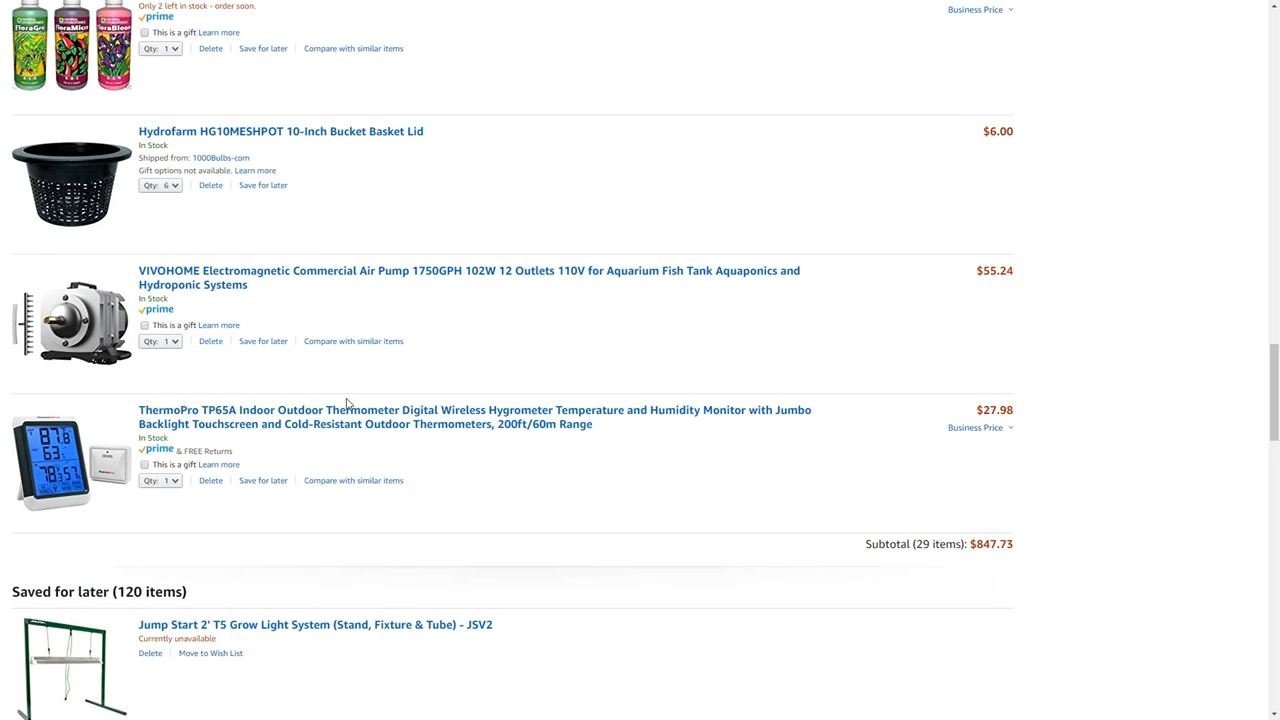 Only 2 left in stock - order soon.
Business Price
prime
This is a gift Learn more
Qty: 1 Delete Save for later Compare with similar items
Hydrofarm HG10MESHPOT 10-Inch Bucket Basket Lid $6.00
In Stock
Shipped from: 1000Bulbs-com
Gift options not available. Learn more
Qty: 6 Delete Save for later
VIVOHOME Electromagnetic Commercial Air Pump 1750GPH 102W 12 Outlets 110V for Aquarium Fish Tank Aquaponics and $55.24
Hydroponic Systems
In Stock
prime
This is a gift Learn more
Qty: 1 Delete Save for later Compare with similar items
ThermoPro TP65A Indoor Outdoor Thermometer Digital Wireless Hygrometer Temperature and Humidity Monitor with Jumbo $27.98
Backlight Touchscreen and Cold-Resistant Outdoor Thermometers, 200ft/60m Range Business Price
In Stock
prime & FREE Returns
This is a gift Learn more
Qty: 1 Delete Save for later Compare with similar items
Subtotal (29 items): $847.73
Saved for later (120 items)
Jump Start 2' T5 Grow Light System (Stand, Fixture & Tube) - JSV2
Currently unavailable
Delete Move to Wish List